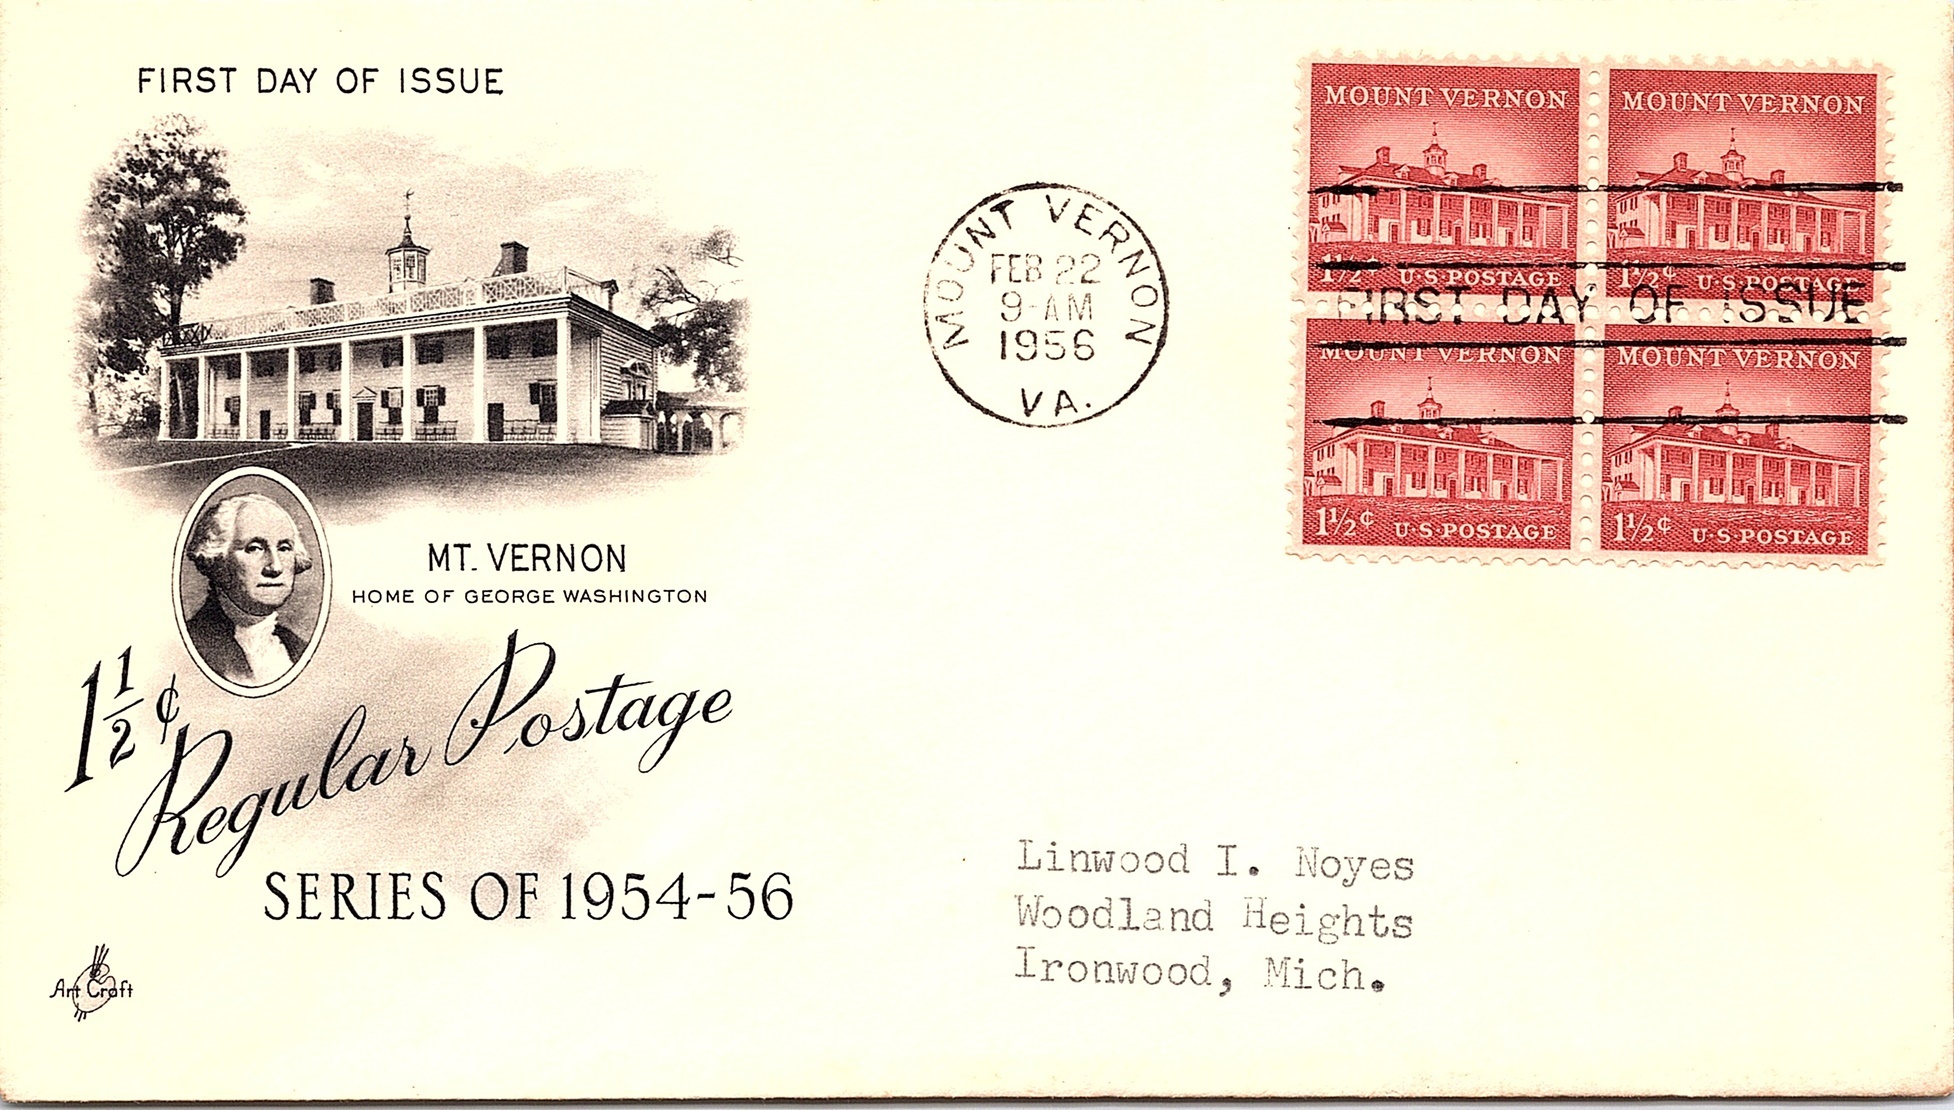 FIRST DAY OF ISSUE
MT. VERNON
HOME OF GEORGE WASHINGTON
1 1/2 ¢
Regular Postage
SERIES OF 1954-56
Art Craft
MOUNT VERNON
FEB 22
9-AM
1956
VA.
MOUNT VERNON
1½¢ U·S·POSTAGE
MOUNT VERNON
1½¢ U·S·POSTAGE
FIRST DAY OF ISSUE
MOUNT VERNON
1½¢ U·S·POSTAGE
MOUNT VERNON
1½¢ U·S·POSTAGE
Linwood I. Noyes
Woodland Heights
Ironwood, Mich.